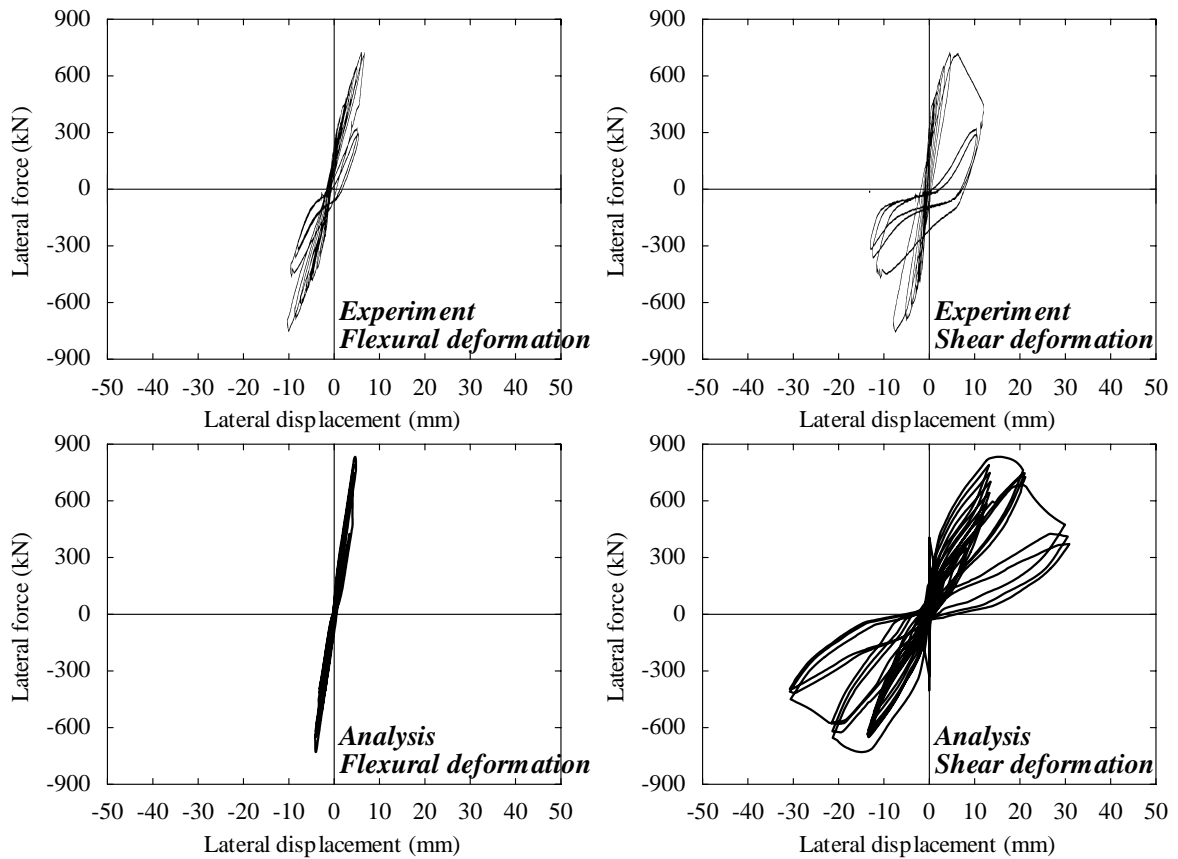 900
600
300
0
-300
-600
-900
Lateral force (kN)
Experiment
Flexural deformation
-50 -40 -30 -20 -10 0 10 20 30 40 50
Lateral displacement (mm)
900
600
300
0
-300
-600
-900
Lateral force (kN)
Experiment
Shear deformation
-50 -40 -30 -20 -10 0 10 20 30 40 50
Lateral displacement (mm)
900
600
300
0
-300
-600
-900
Lateral force (kN)
Analysis
Flexural deformation
-50 -40 -30 -20 -10 0 10 20 30 40 50
Lateral displacement (mm)
900
600
300
0
-300
-600
-900
Lateral force (kN)
Analysis
Shear deformation
-50 -40 -30 -20 -10 0 10 20 30 40 50
Lateral displacement (mm)